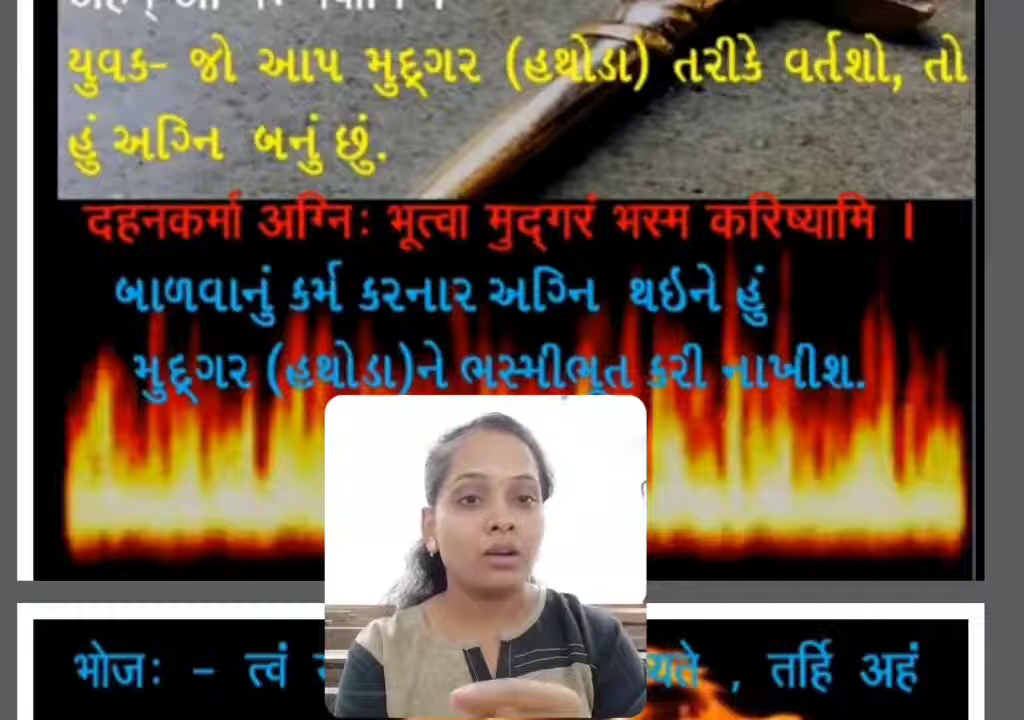 યુવક- જો આપ મુદ્ગર (હથોડા) તરીકે વર્તશો, તો
હું અગ્નિ બનું છું.
दहनकर्मा अग्निः भूत्वा मुद्गरं भस्म करिष्यामि ।
બાળવાનું કર્મ કરનાર અગ્નિ થઇને હું
મુદ્ગર (હથોડા)ને ભસ્મીભુત કરી નાખીશ.
भोजः - त्वं , तर्हि अहं